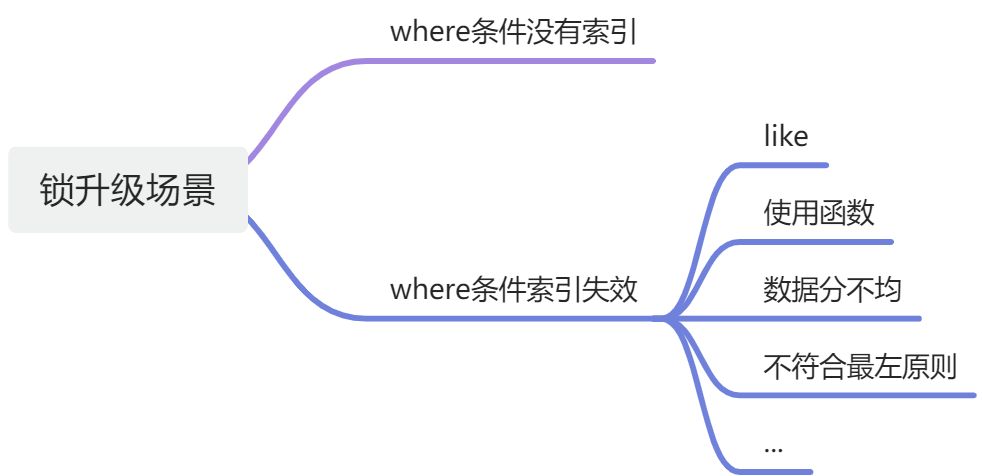 where条件没有索引
锁升级场景
where条件索引失效
like
使用函数
数据分不均
不符合最左原则
...